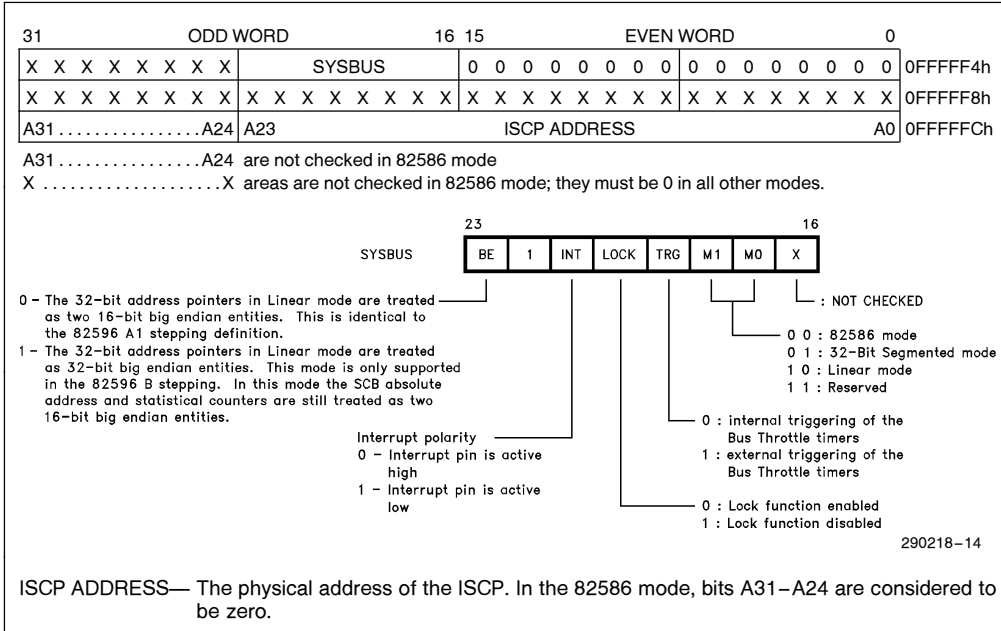 31 ODD WORD 16 15 EVEN WORD 0
X X X X X X X X SYSBUS 0 0 0 0 0 0 0 0 0 0 0 0 0 0 0 0 0FFFFF4h
X X X X X X X X X X X X X X X X X X X X X X X X X X X X X X X X 0FFFFF8h
A31 . . . . . . . . . . . . . . . . A24 A23 ISCP ADDRESS A0 0FFFFFCh
A31 . . . . . . . . . . . . . . . . A24 are not checked in 82586 mode
X . . . . . . . . . . . . . . . . . . . . X areas are not checked in 82586 mode; they must be 0 in all other modes.
23 16
SYSBUS BE 1 INT LOCK TRG M1 M0 X
0 – The 32-bit address pointers in Linear mode are treated
as two 16-bit big endian entities. This is identical to
the 82596 A1 stepping definition.
1 – The 32-bit address pointers in Linear mode are treated
as 32-bit big endian entities. This mode is only supported
in the 82596 B stepping. In this mode the SCB absolute
address and statistical counters are still treated as two
16-bit big endian entities.
: NOT CHECKED
0 0 : 82586 mode
0 1 : 32-Bit Segmented mode
1 0 : Linear mode
1 1 : Reserved
0 : internal triggering of the
Bus Throttle timers
1 : external triggering of the
Bus Throttle timers
Interrupt polarity
0 – Interrupt pin is active
high
1 – Interrupt pin is active
low
0 : Lock function enabled
1 : Lock function disabled
290218–14
ISCP ADDRESS— The physical address of the ISCP. In the 82586 mode, bits A31–A24 are considered to
be zero.